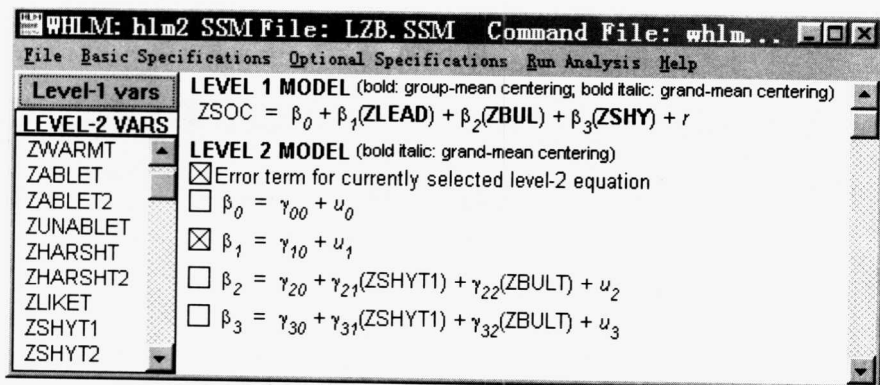 WHLM: hlm2 SSM File: LZB.SSM Command File: whlm...
File Basic Specifications Optional Specifications Run Analysis Help
Level-1 vars
LEVEL-2 VARS
ZWARMT
ZABLET
ZABLET2
ZUNABLET
ZHARSHT
ZHARSHT2
ZLIKET
ZSHYT1
ZSHYT2
LEVEL 1 MODEL (bold: group-mean centering; bold italic: grand-mean centering)
ZSOC = β0 + β1(ZLEAD) + β2(ZBUL) + β3(ZSHY) + r
LEVEL 2 MODEL (bold italic: grand-mean centering)
Error term for currently selected level-2 equation
β0 = γ00 + u0
β1 = γ10 + u1
β2 = γ20 + γ21(ZSHYT1) + γ22(ZBULT) + u2
β3 = γ30 + γ31(ZSHYT1) + γ32(ZBULT) + u3